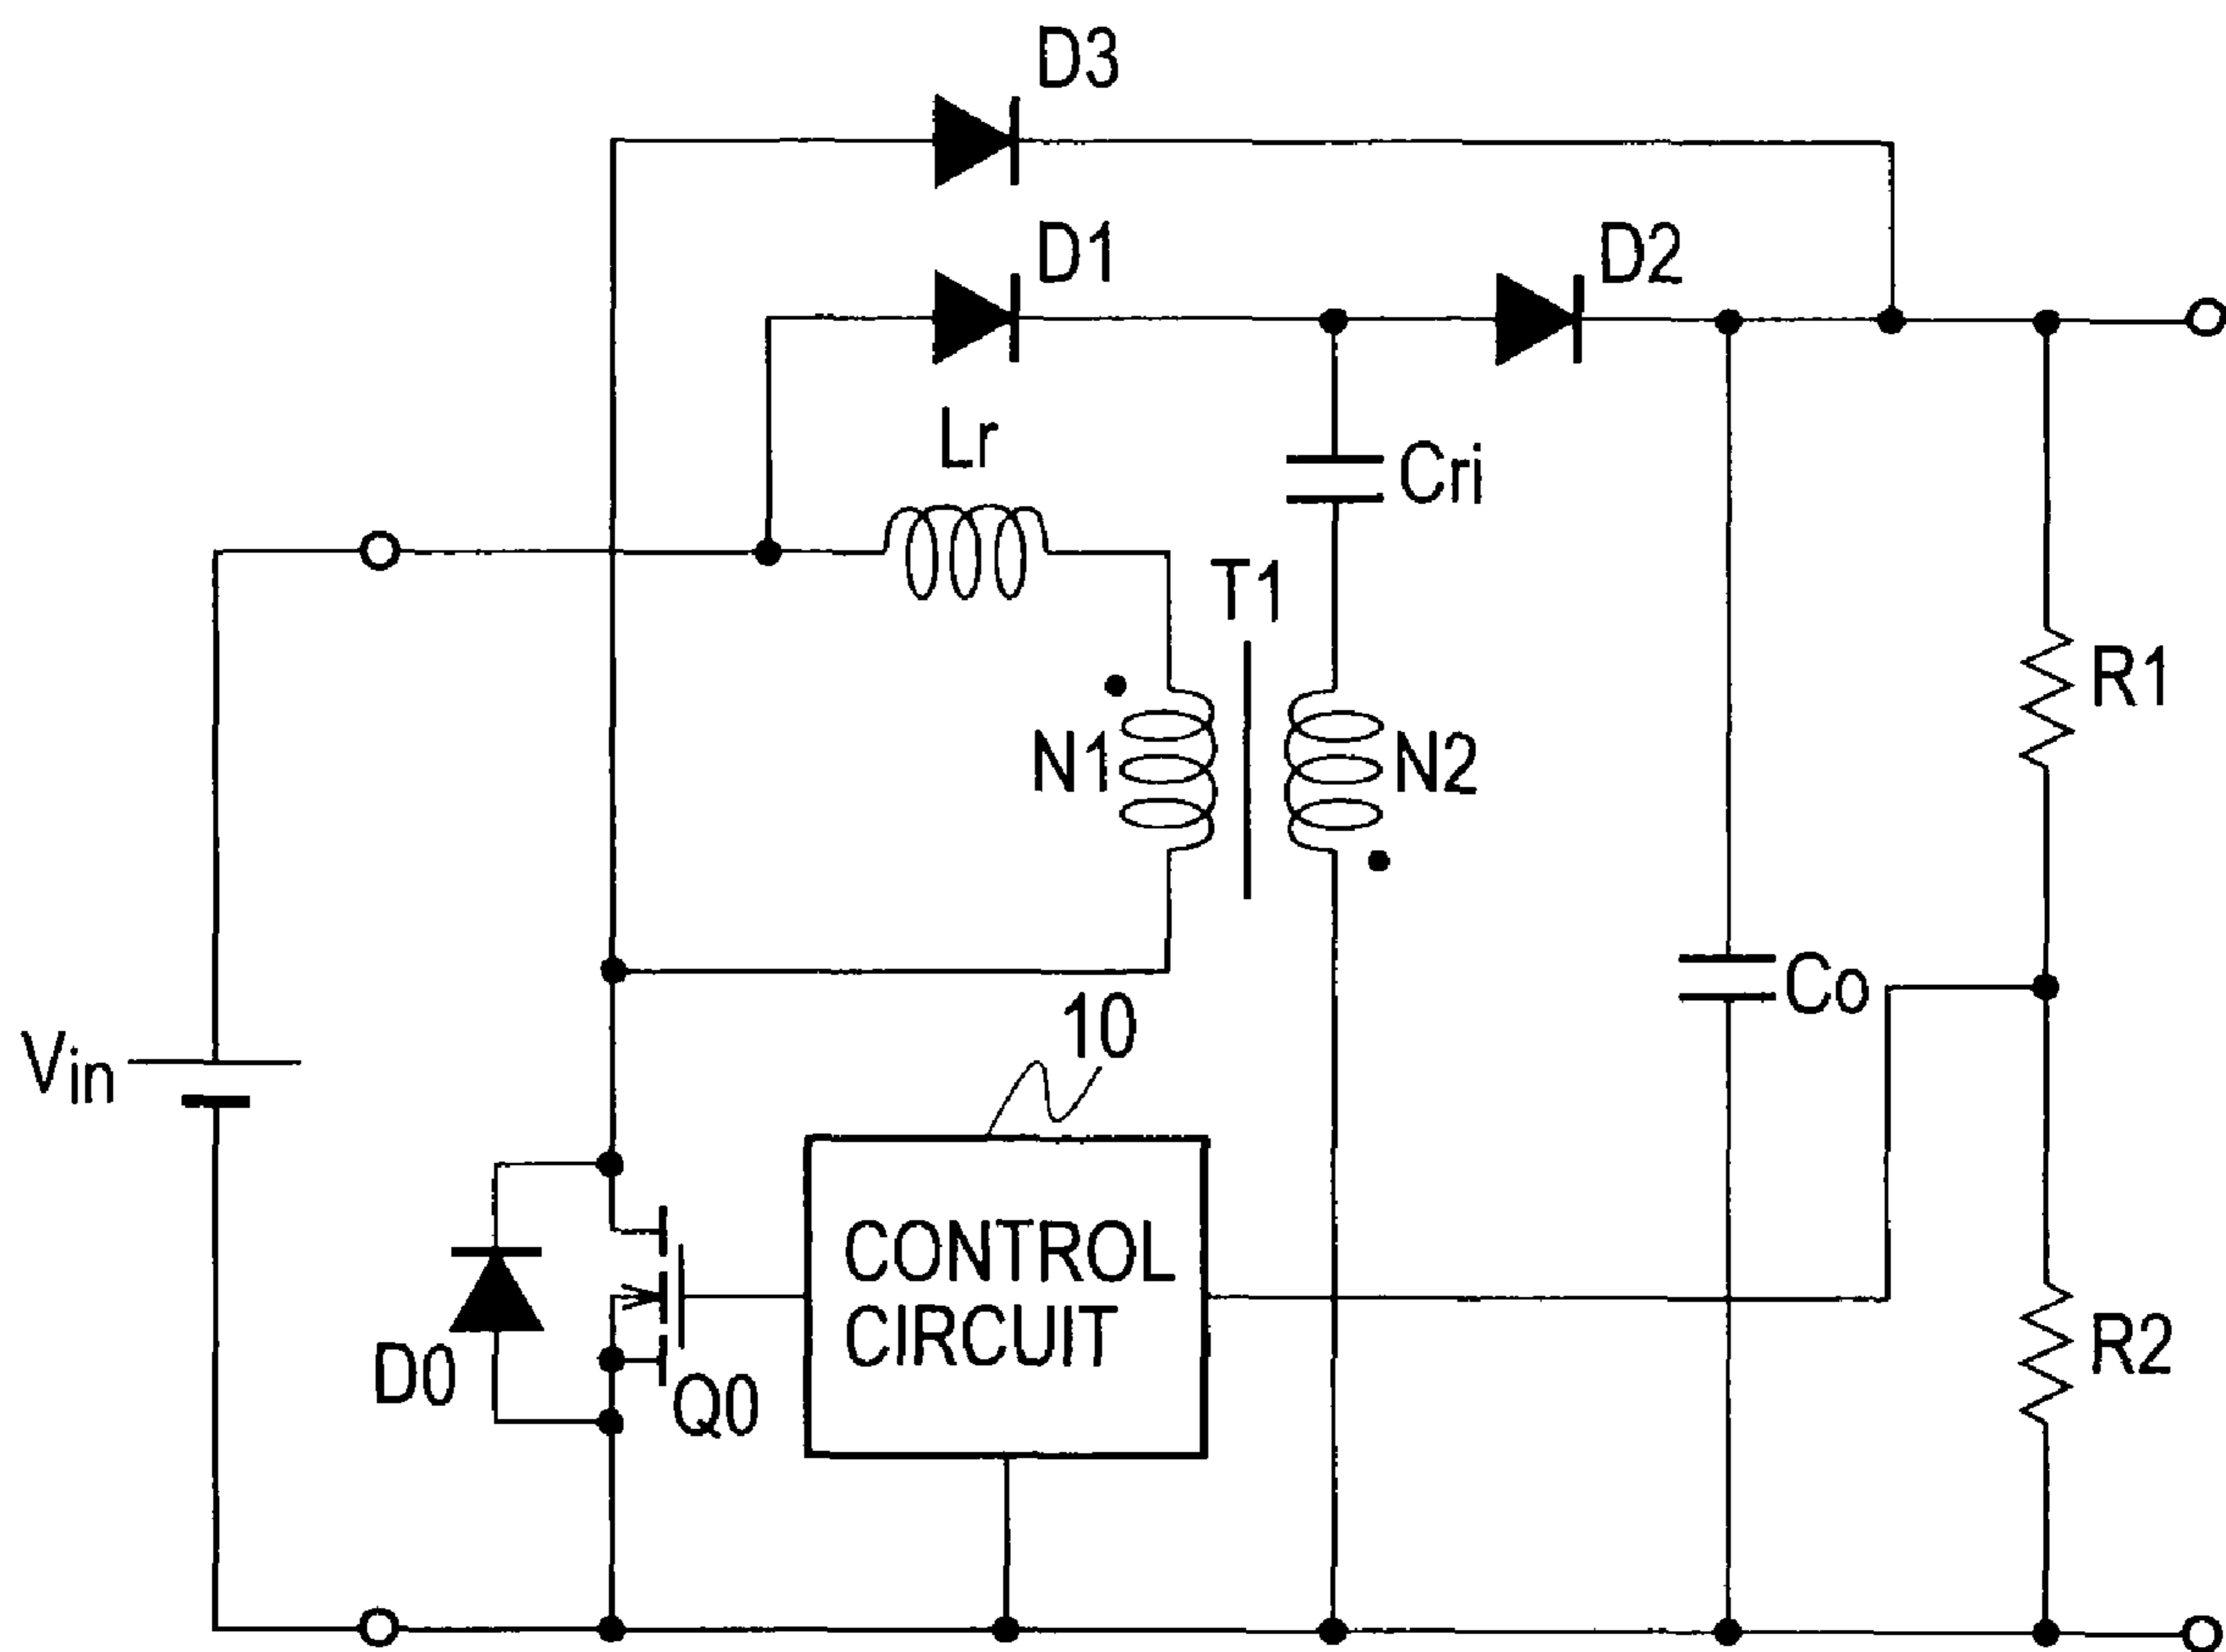 D3
D1
D2
Lr
Cri
T1
R1
N1
N2
Co
10
Vin
CONTROL
CIRCUIT
D0
Q0
R2